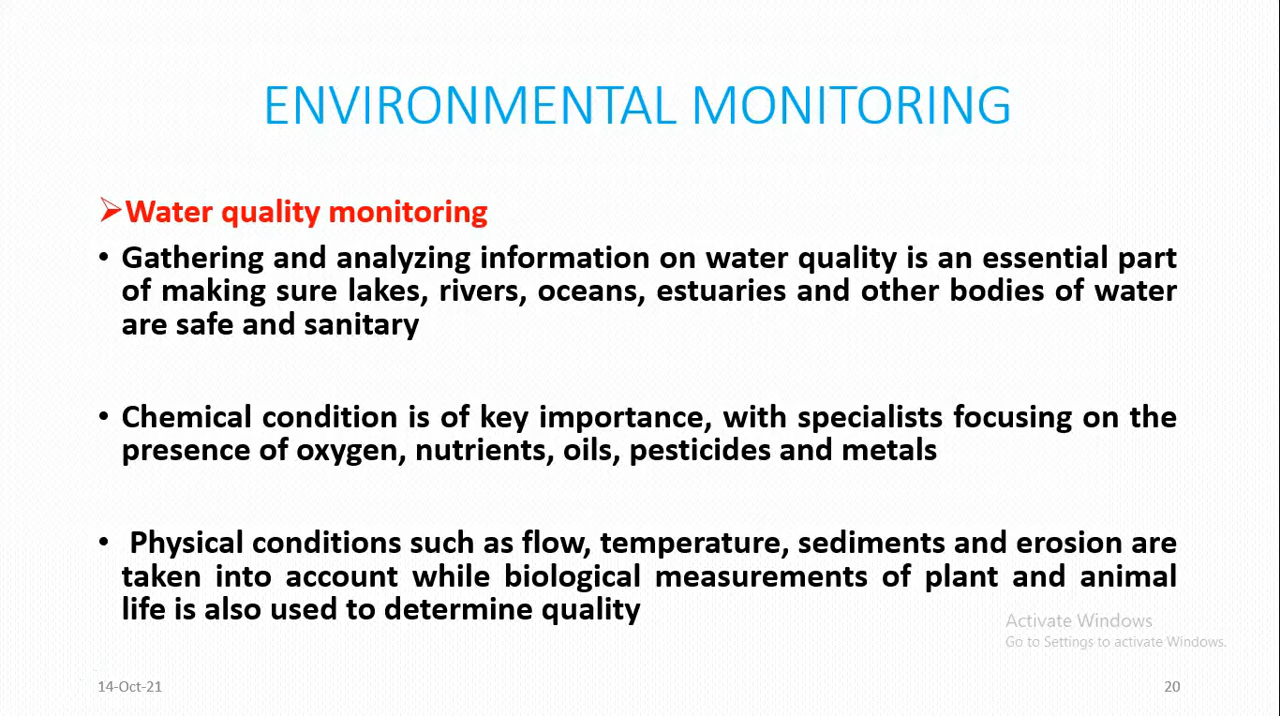 ENVIRONMENTAL MONITORING
➢Water quality monitoring
• Gathering and analyzing information on water quality is an essential part
of making sure lakes, rivers, oceans, estuaries and other bodies of water
are safe and sanitary
• Chemical condition is of key importance, with specialists focusing on the
presence of oxygen, nutrients, oils, pesticides and metals
• Physical conditions such as flow, temperature, sediments and erosion are
taken into account while biological measurements of plant and animal
life is also used to determine quality
Activate Windows
Go to Settings to activate Windows.
14-Oct-21
20